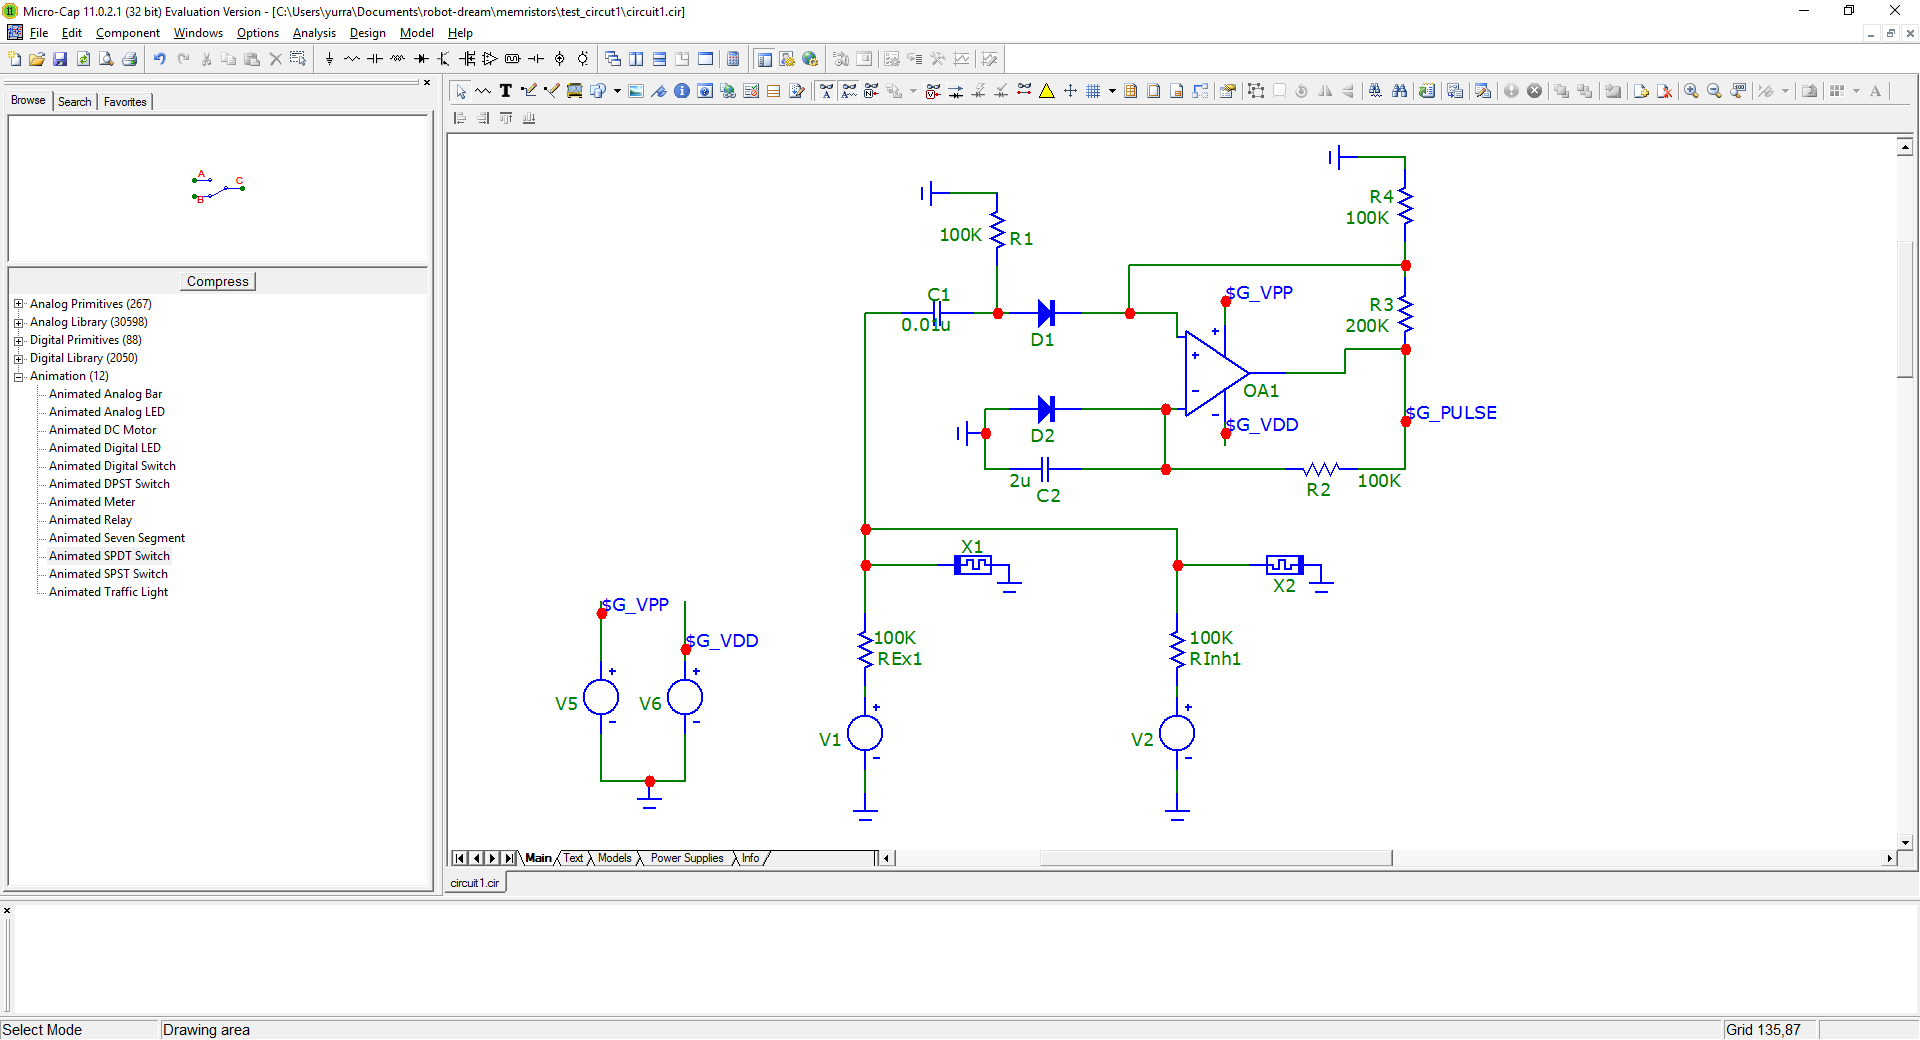 Micro-Cap 11.0.2.1 (32 bit) Evaluation Version - [C:\Users\yurra\Documents\robot-dream\memristors\test_circut1\circuit1.cir]
File Edit Component Windows Options Analysis Design Model Help
Browse Search Favorites
A
B
C
Compress
Analog Primitives (267)
Analog Library (30598)
Digital Primitives (88)
Digital Library (2050)
Animation (12)
Animated Analog Bar
Animated Analog LED
Animated DC Motor
Animated Digital LED
Animated Digital Switch
Animated DPST Switch
Animated Meter
Animated Relay
Animated Seven Segment
Animated SPDT Switch
Animated SPST Switch
Animated Traffic Light
R4
100K
100K
R1
C1
0.01u
D1
$G_VPP
R3
200K
OA1
$G_PULSE
$G_VDD
D2
2u
C2
R2
100K
X1
X2
$G_VPP
$G_VDD
100K
REx1
100K
RInh1
V5
V6
V1
V2
Main Text Models Power Supplies Info
circuit1.cir
Select Mode
Drawing area
Grid 135,87